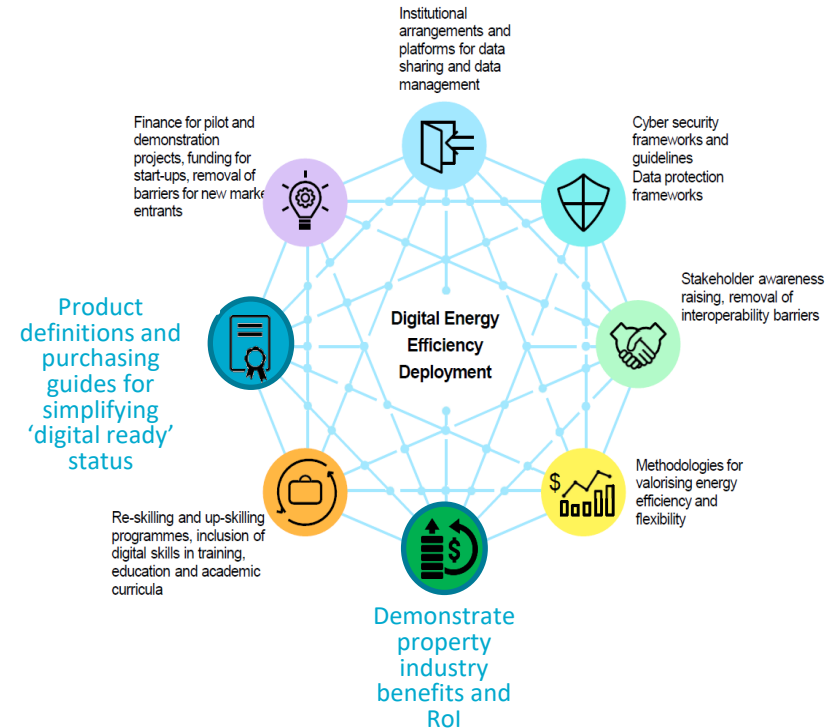 Institutional
arrangements and
platforms for data
sharing and data
management
Finance for pilot and
demonstration
projects, funding for
start-ups, removal of
barriers for new
entrants
Cyber security
frameworks and
guidelines
Data protection
frameworks
Stakeholder awareness
raising, removal of
interoperability barriers
Product
definitions and
purchasing
guides for
simplifying
‘digital ready’
status
Digital Energy
Efficiency
Deployment
Methodologies for
valorising energy
efficiency and
flexibility
$
Re-skilling and up-skilling
programmes, inclusion of
digital skills in training,
education and academic
curricula
$
Demonstrate
property
industry
benefits and
RoI